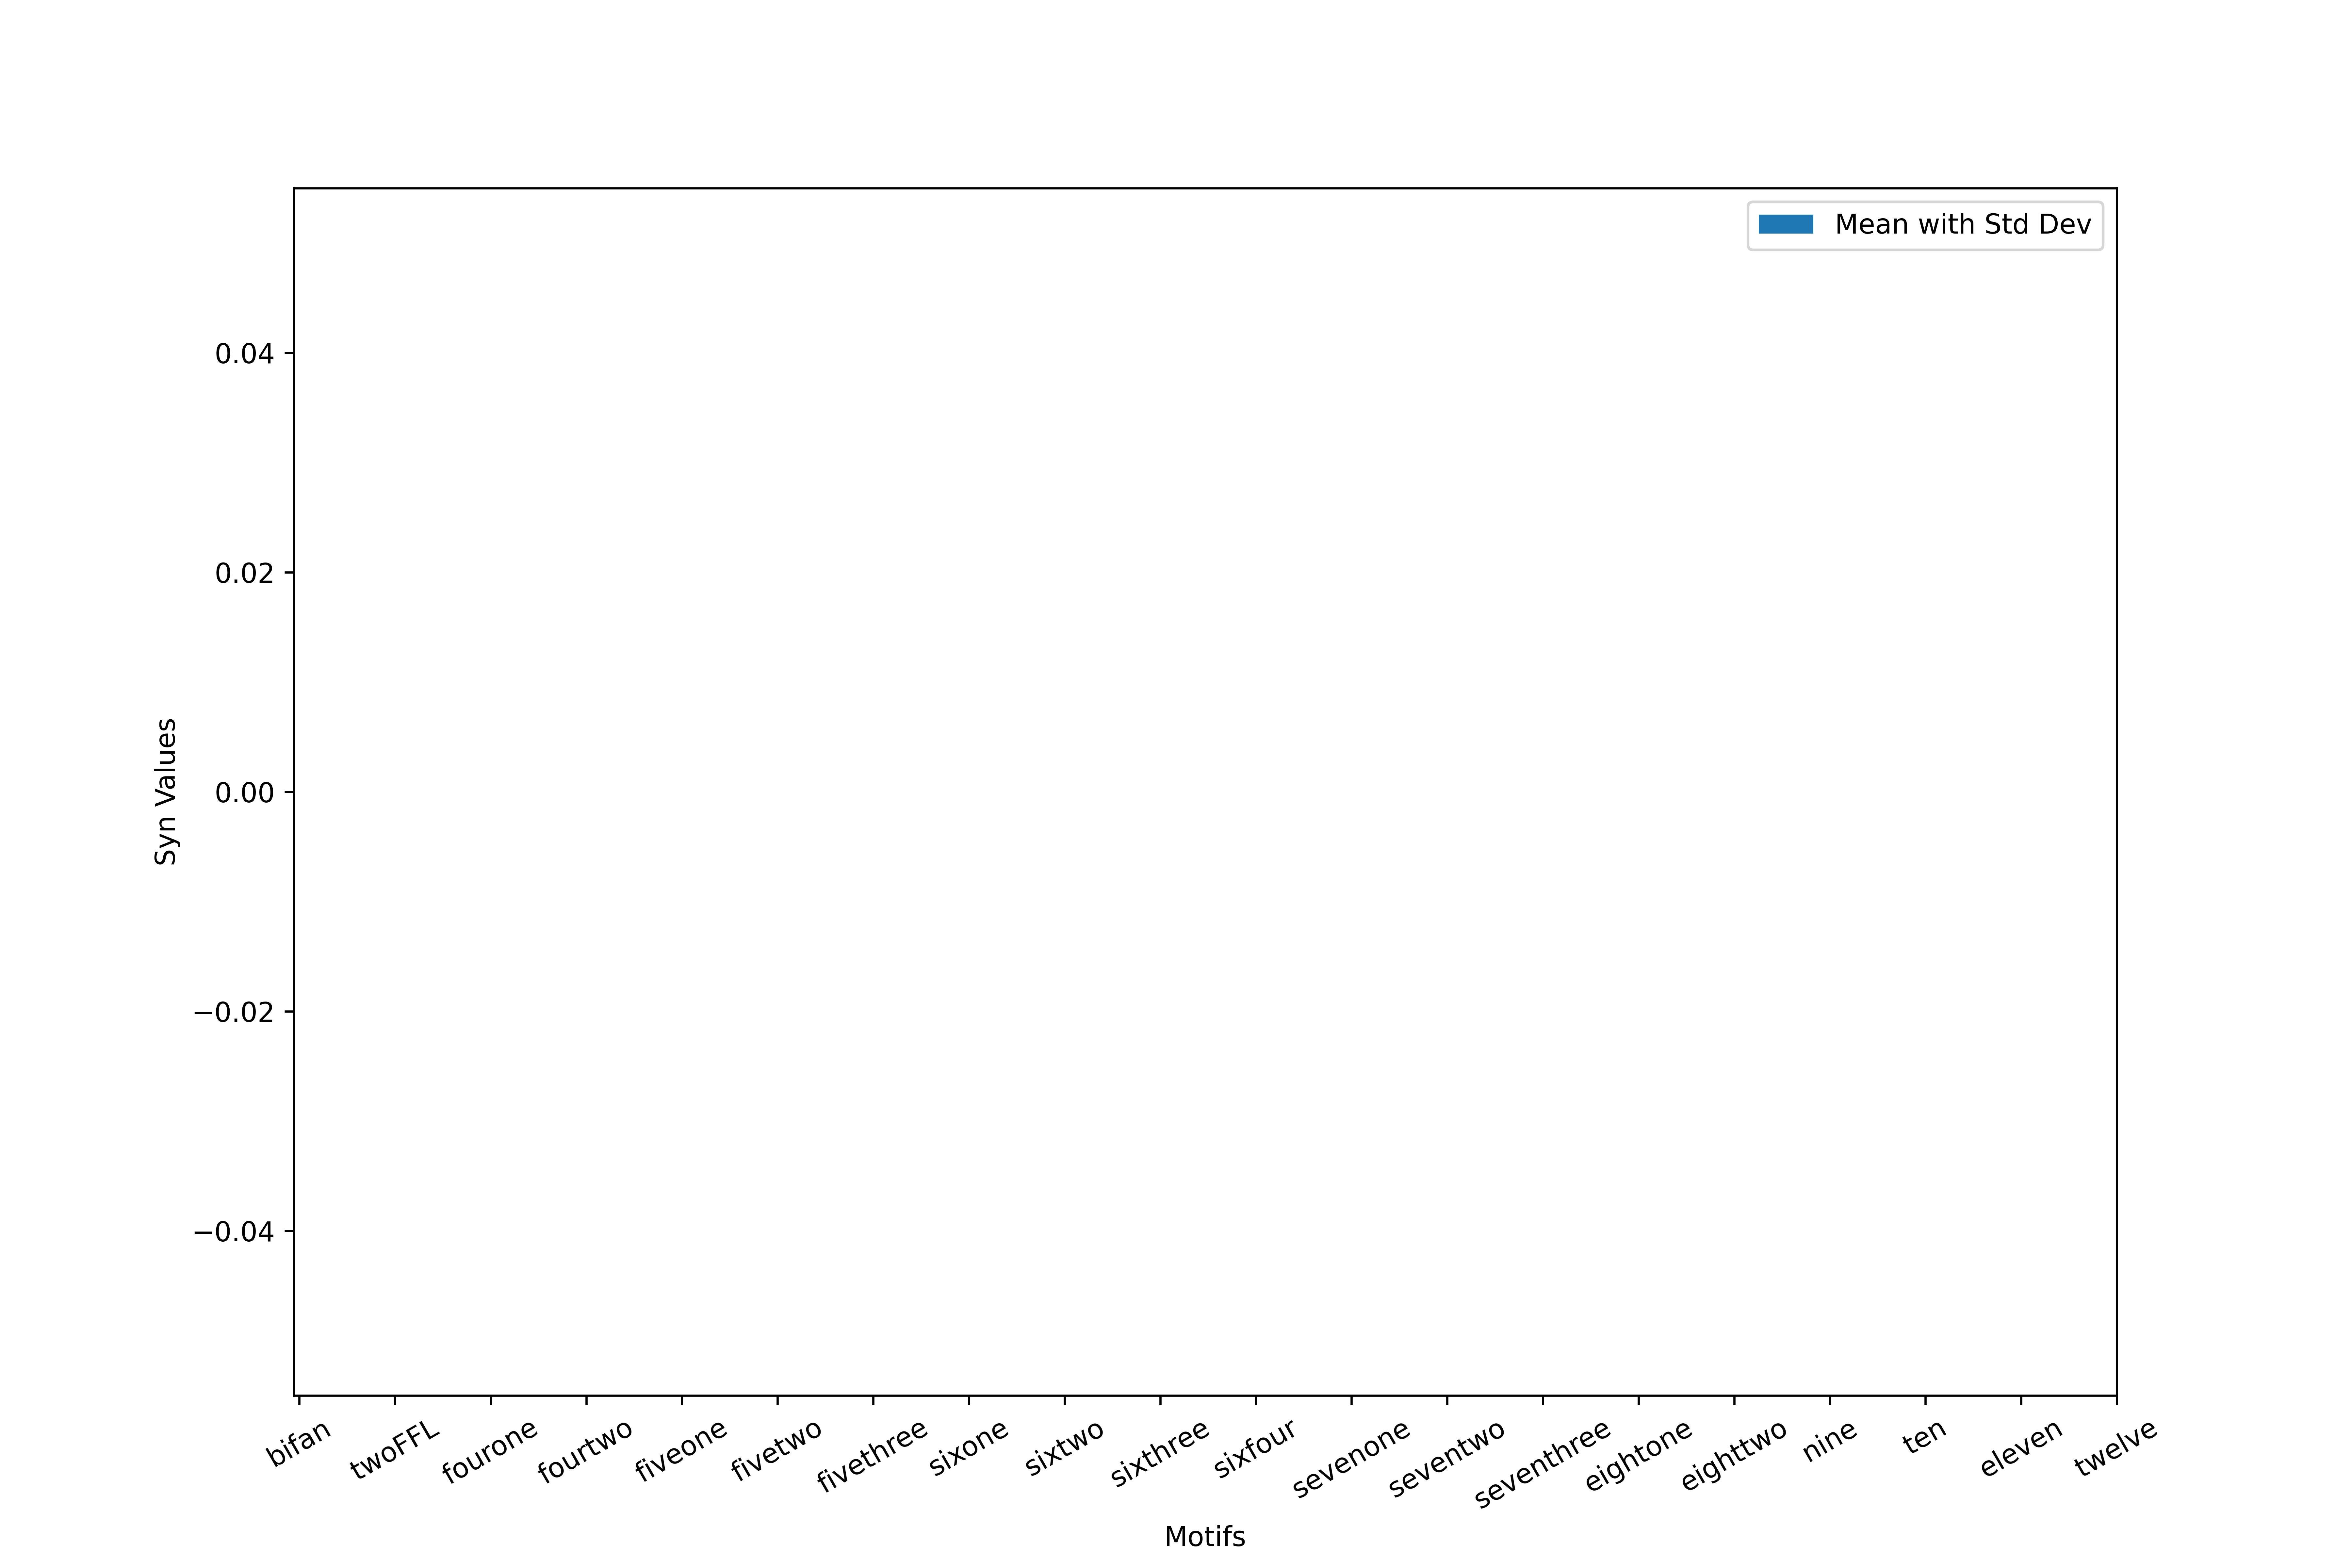 Mean with Std Dev
0.04
0.02
0.00
−0.02
−0.04
Syn Values
bifan
twoFFL
fourone
fourtwo
fiveone
fivetwo
fivethree
sixone
sixtwo
sixthree
sixfour
sevenone
seventwo
seventhree
eightone
eighttwo
nine
ten
eleven
twelve
Motifs